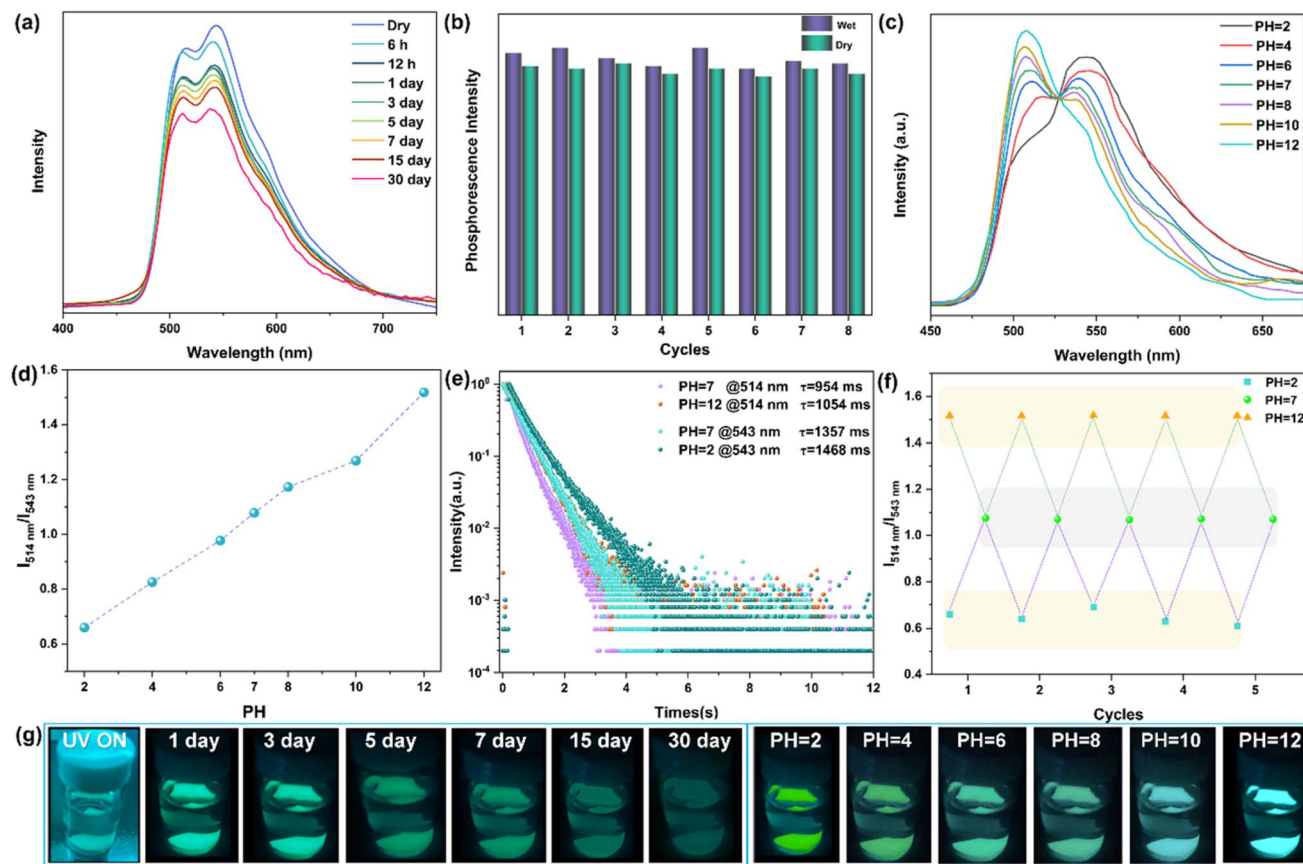 (a)
Dry
6 h
12 h
1 day
3 day
5 day
7 day
15 day
30 day
Intensity
400 500 600 700
Wavelength (nm)
(b)
Wet
Dry
Phosphorescence Intensity
1 2 3 4 5 6 7 8
Cycles
(c)
PH=2
PH=4
PH=6
PH=7
PH=8
PH=10
PH=12
Intensity (a.u.)
450 500 550 600 650
Wavelength (nm)
(d)
1.6
1.4
1.2
1.0
0.8
0.6
I514 nm/I543 nm
2 4 6 7 8 10 12
PH
(e)
PH=7 @514 nm τ=954 ms
PH=12 @514 nm τ=1054 ms
PH=7 @543 nm τ=1357 ms
PH=2 @543 nm τ=1468 ms
10⁰
10⁻¹
10⁻²
10⁻³
10⁻⁴
Intensity(a.u.)
0 2 4 6 8 10 12
Times(s)
(f)
PH=2
PH=7
PH=12
1.6
1.4
1.2
1.0
0.8
0.6
0.4
I514 nm/I543 nm
1 2 3 4 5
Cycles
(g)
UV ON 1 day 3 day 5 day 7 day 15 day 30 day PH=2 PH=4 PH=6 PH=8 PH=10 PH=12